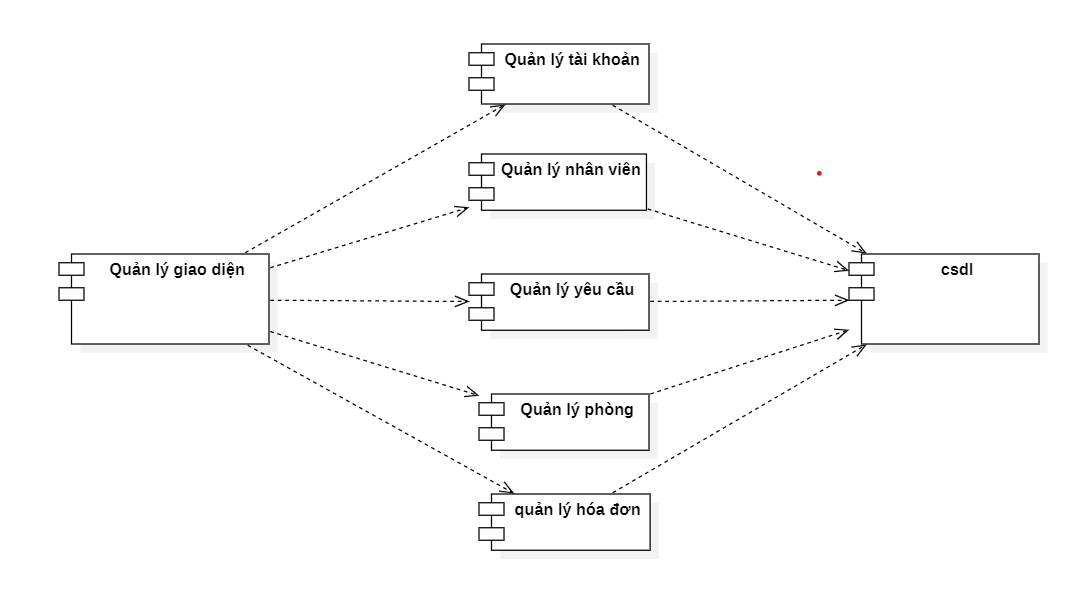 Quản lý tài khoản
Quản lý nhân viên
Quản lý giao diện
csdl
Quản lý yêu cầu
Quản lý phòng
quản lý hóa đơn